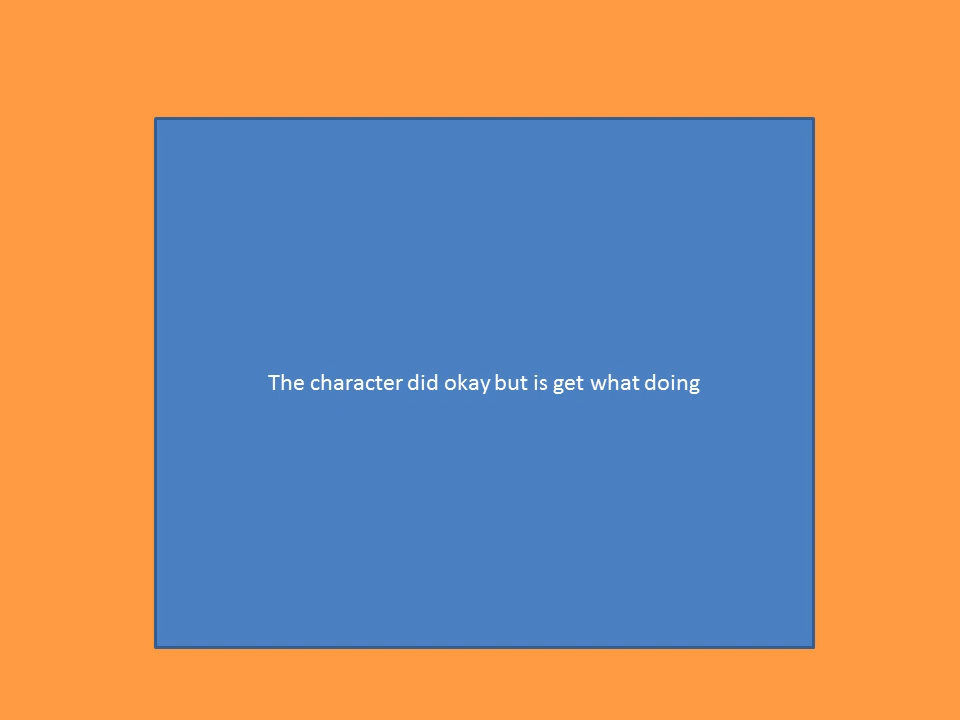 The character did okay but is get what doing